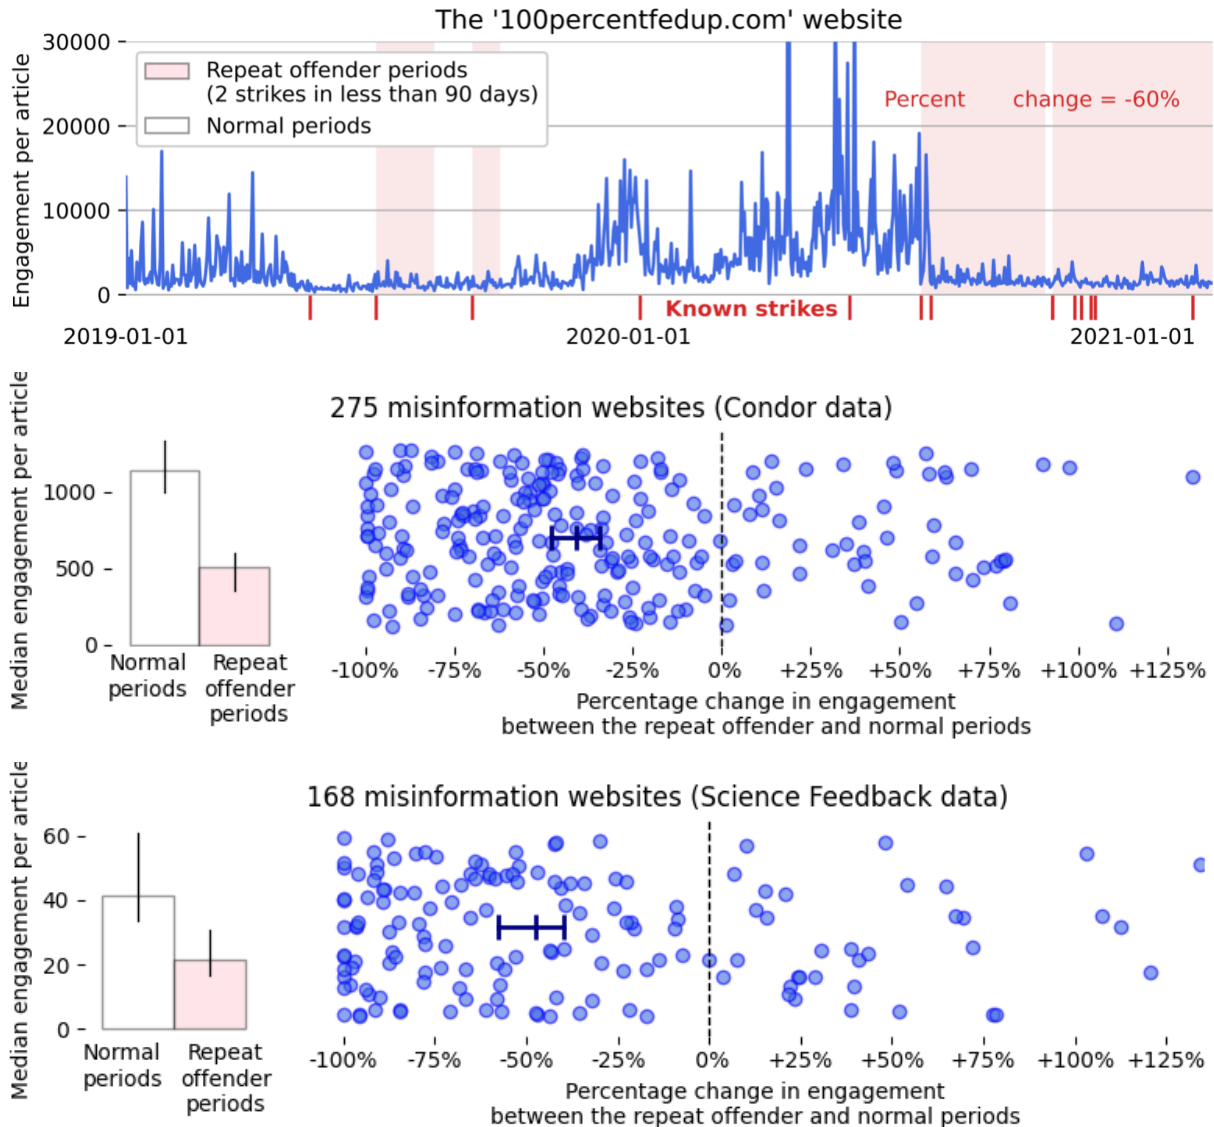 The '100percentfedup.com' website
Engagement per article
30000
20000
10000
0
Repeat offender periods
(2 strikes in less than 90 days)
Normal periods
Percent change = -60%
Known strikes
2019-01-01 2020-01-01 2021-01-01
275 misinformation websites (Condor data)
Median engagement per article
1000
500
0
Normal
periods
Repeat
offender
periods
-100% -75% -50% -25% 0% +25% +50% +75% +100% +125%
Percentage change in engagement
between the repeat offender and normal periods
168 misinformation websites (Science Feedback data)
Median engagement per article
60
40
20
0
Normal
periods
Repeat
offender
periods
-100% -75% -50% -25% 0% +25% +50% +75% +100% +125%
Percentage change in engagement
between the repeat offender and normal periods